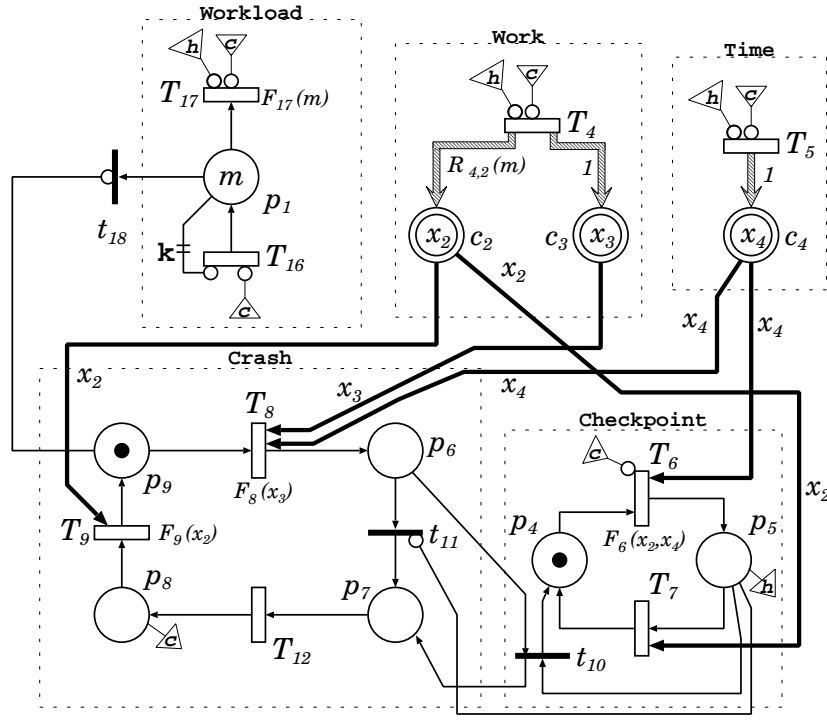 Workload
h
c
T17
F17(m)
m
p1
t18
k
T16
c
Work
h
c
T4
R4,2(m)
1
x2
c2
c3
x3
x2
Time
h
c
T5
1
x4
c4
x4
x4
Crash
x2
x3
x4
T8
p9
F8(x3)
p6
T9
F9(x2)
t11
p8
c
T12
p7
Checkpoint
c
T6
x2
p4
F6(x2,x4)
p5
h
T7
t10